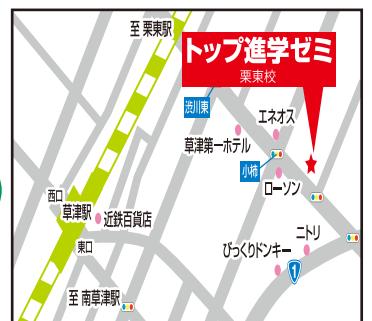 至 栗東駅
トップ進学ゼミ
栗東校
渋川東
エネオス
草津第一ホテル
小柿
ローソン
西口
草津駅
近鉄百貨店
東口
ニトリ
びっくりドンキー
1
至 南草津駅